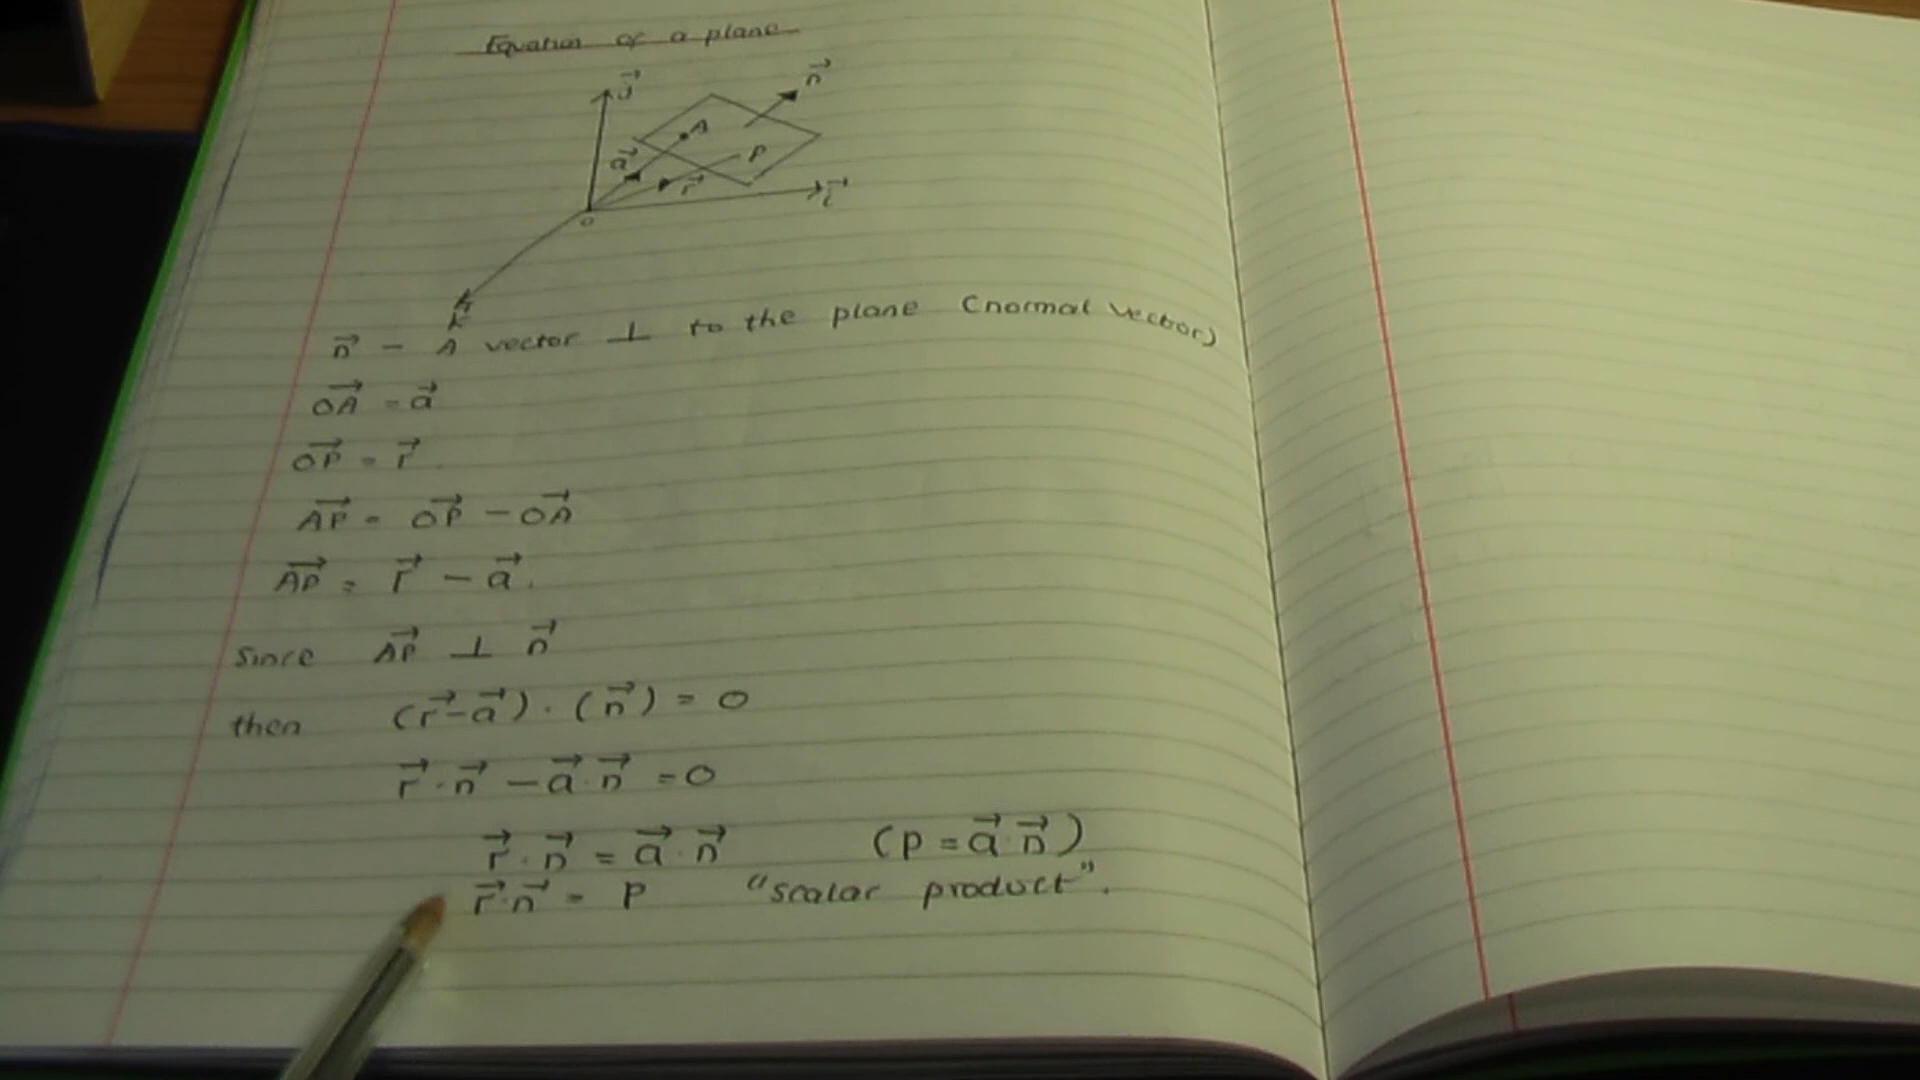 Equation of a plane
j⃗
n⃗
A
a⃗
P
r⃗
i⃗
O
k
n⃗ – A vector ⊥ to the plane (normal vector)
OA⃗ = a⃗
OP⃗ = r⃗
AP⃗ = OP⃗ – OA⃗
AP⃗ = r⃗ – a⃗.
Since AP⃗ ⊥ n⃗
then (r⃗–a⃗) · (n⃗) = 0
r⃗ · n⃗ – a⃗ · n⃗ = 0
r⃗ · n⃗ = a⃗ · n⃗ (P = a⃗ · n⃗)
r⃗ · n⃗ = P "scalar product".